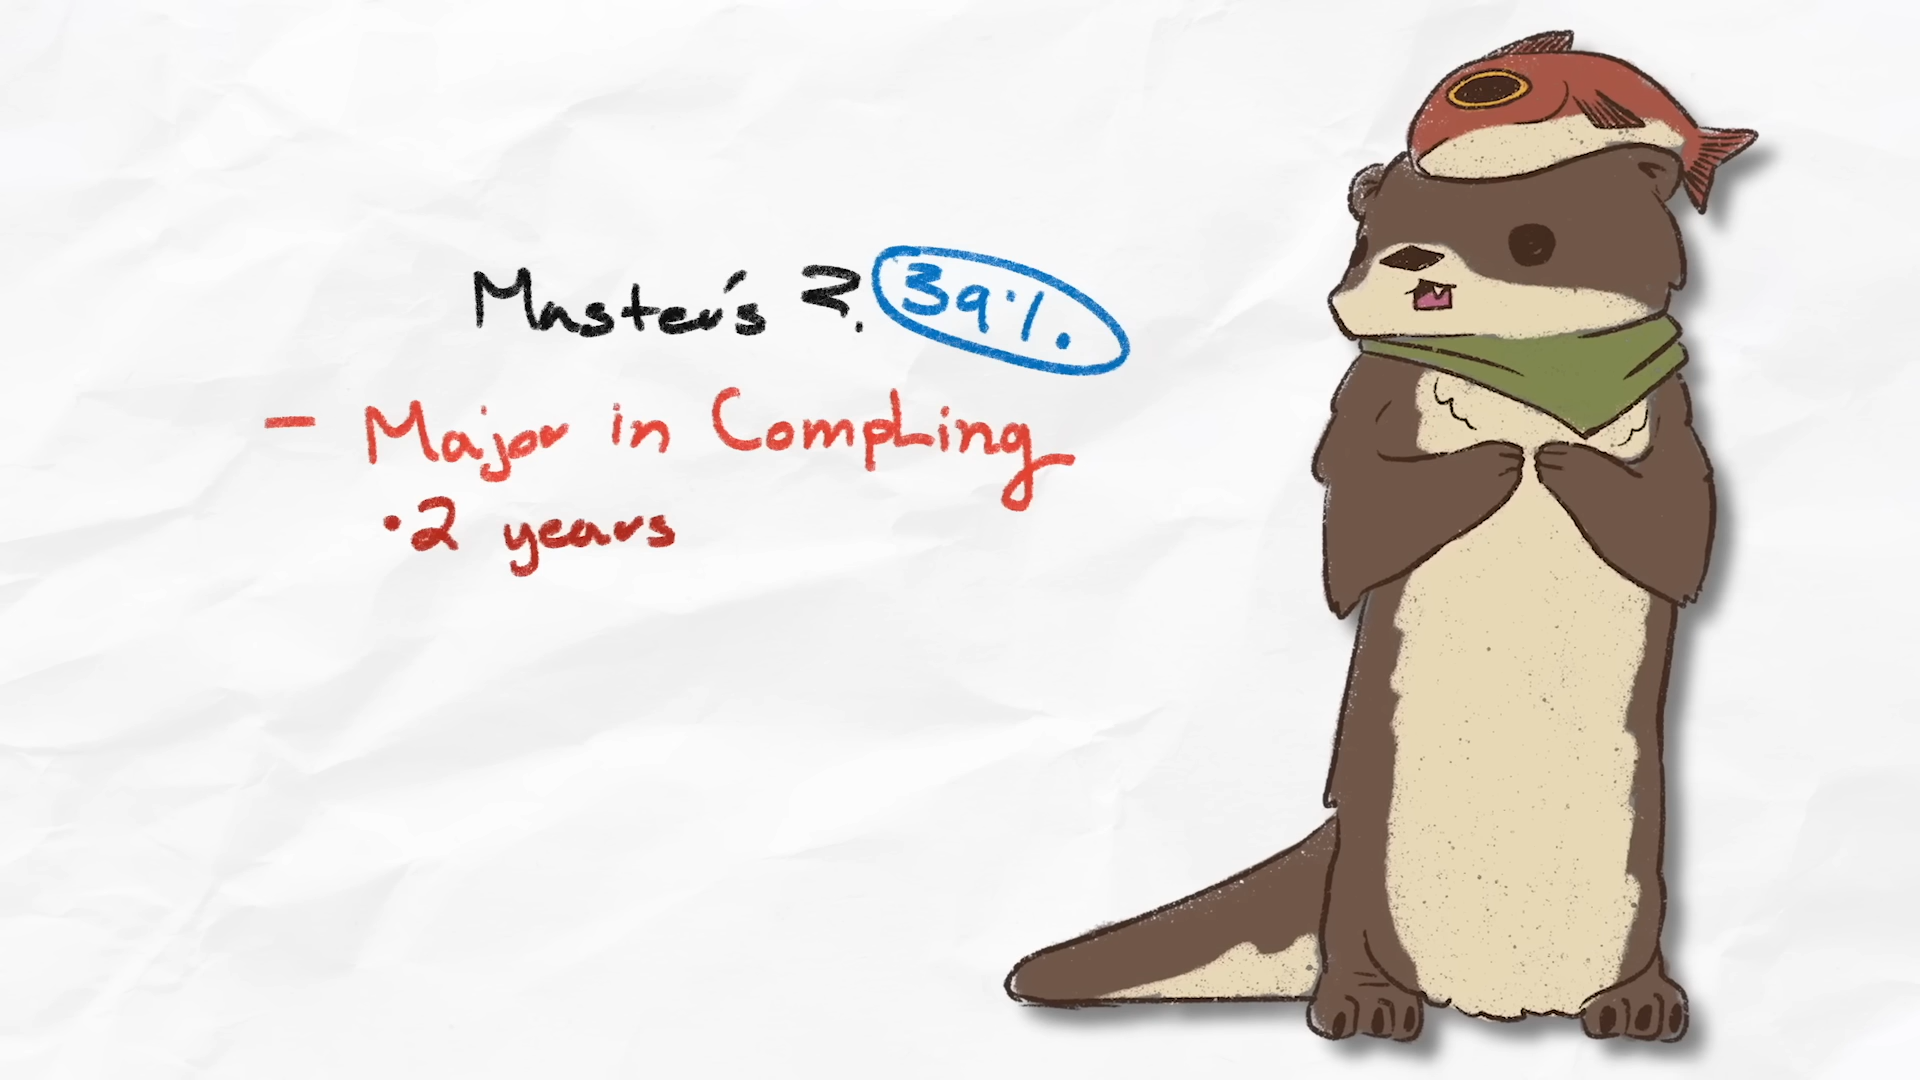 Master's ? 39%
- Major in CompLing
• 2 years